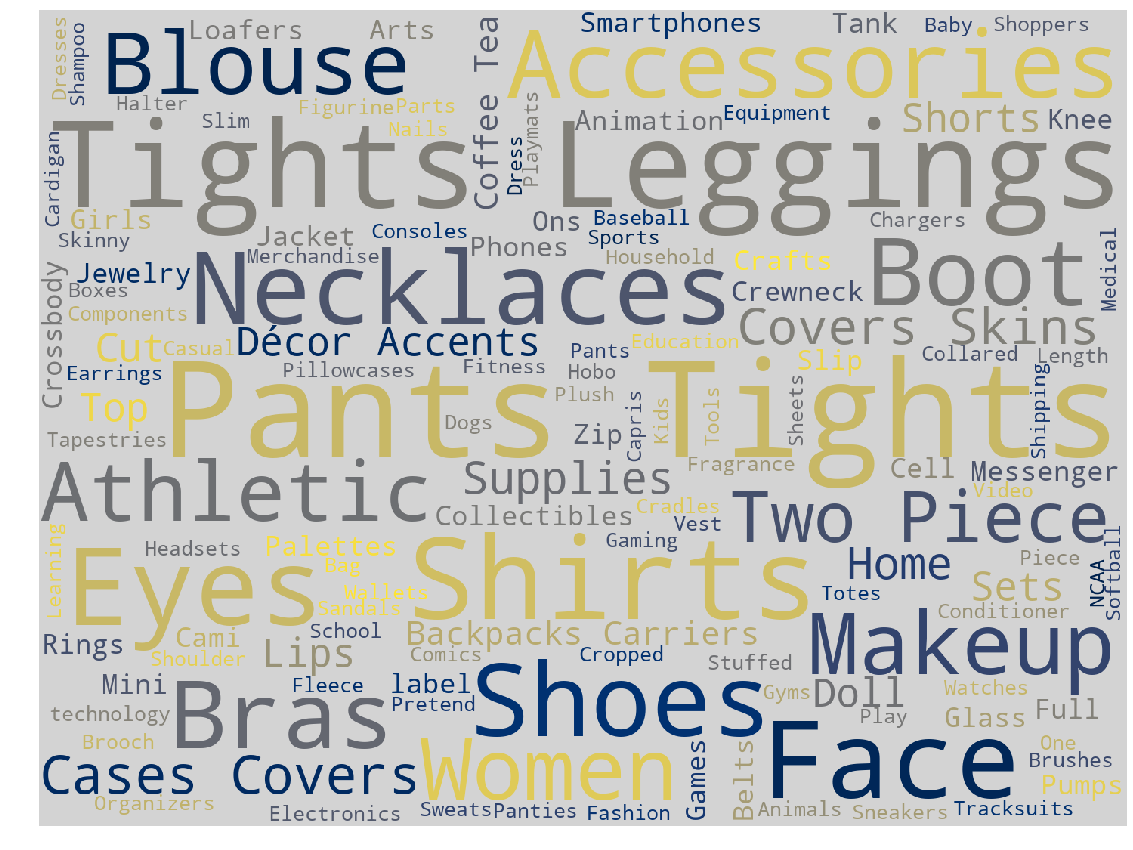 Dresses
Shampoo
Blouse
Loafers
Arts
Coffee Tea
Smartphones
Tank
Baby
Shoppers
Accessories
Halter
Slim
Figurine
Parts
Nails
Dress
Playmats
Animation
Equipment
Shorts
Knee
Tights
Leggings
Cardigan
Girls
Skinny
Jacket
Consoles
Ons
Phones
Baseball
Sports
Household
Chargers
Merchandise
Crossbody
Jewelry
Boxes
Components
Necklaces
Crafts
Crewneck
Boot
Medical
Covers Skins
Cut
Casual
Décor Accents
Pants
Education
Slip
Collared
Length
Earrings
Pillowcases
Fitness
Hobo
Plush
Top
Pants
Tights
Dogs
Zip
Capris
Kids
Tools
Sheets
Shipping
Tapestries
Athletic
Supplies
Fragrance
Cell
Messenger
Video
Collectibles
Cradles
Vest
Two Piece
Learning
Headsets
Palettes
Bag
Wallets
Sandals
Gaming
Eyes
Shirts
Home
Piece
Totes
Sets
NCAA
Softball
Conditioner
Rings
Cami
Shoulder
School
Lips
Backpacks Carriers
Comics
Cropped
Stuffed
Makeup
Mini
Fleece
label
Pretend
technology
Brooch
Bras
Shoes
Gyms
Doll
Play
Watches
Glass
Full
Cases Covers
Women
Games
Belts
Face
One
Brushes
Pumps
Organizers
Electronics
Sweats
Panties
Fashion
Animals
Sneakers
Tracksuits